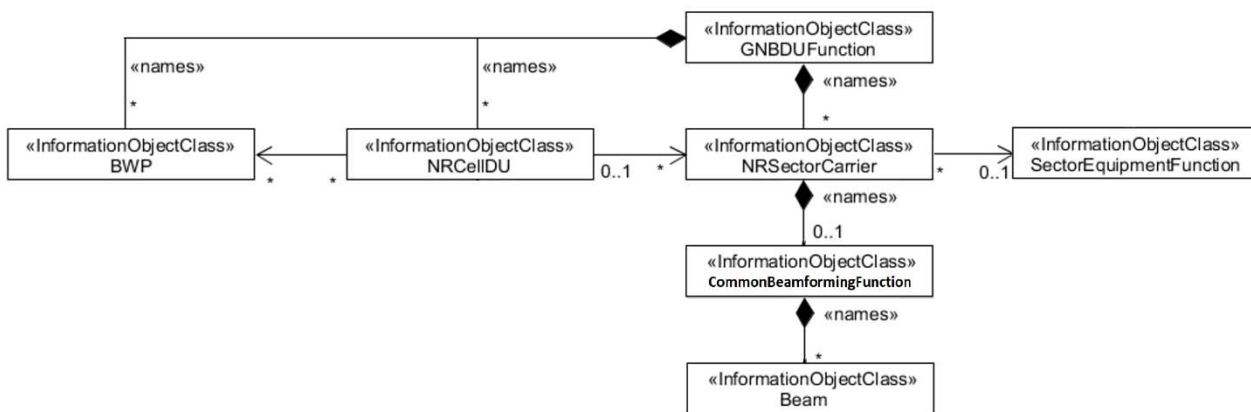 «InformationObjectClass»
GNBDUFunction
«names»
«names»
«names»
*
*
*
«InformationObjectClass»
BWP
«InformationObjectClass»
NRCellDU
«InformationObjectClass»
NRSectorCarrier
«InformationObjectClass»
SectorEquipmentFunction
*
*
0..1
*
*
0..1
«names»
0..1
«InformationObjectClass»
CommonBeamformingFunction
«names»
*
«InformationObjectClass»
Beam